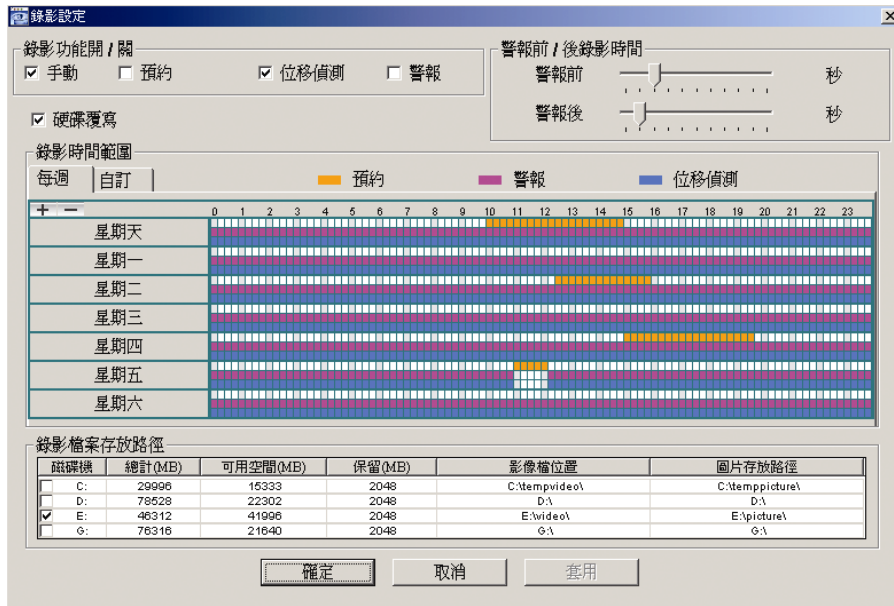 錄影設定
錄影功能開 / 關
手動 預約 位移偵測 警報
警報前 / 後錄影時間
警報前 秒
警報後 秒
硬碟覆寫
錄影時間範圍
每週 自訂 預約 警報 位移偵測
+ − 0 1 2 3 4 5 6 7 8 9 10 11 12 13 14 15 16 17 18 19 20 21 22 23
星期天
星期一
星期二
星期三
星期四
星期五
星期六
錄影檔案存放路徑
磁碟機 總計(MB) 可用空間(MB) 保留(MB) 影像檔位置 圖片存放路徑
C: 29996 15333 2048 C:\tempvideo\ C:\temppicture\
D: 78528 22302 2048 D:\ D:\
E: 46312 41996 2048 E:\video\ E:\picture\
G: 76316 21640 2048 G:\ G:\
確定 取消 套用